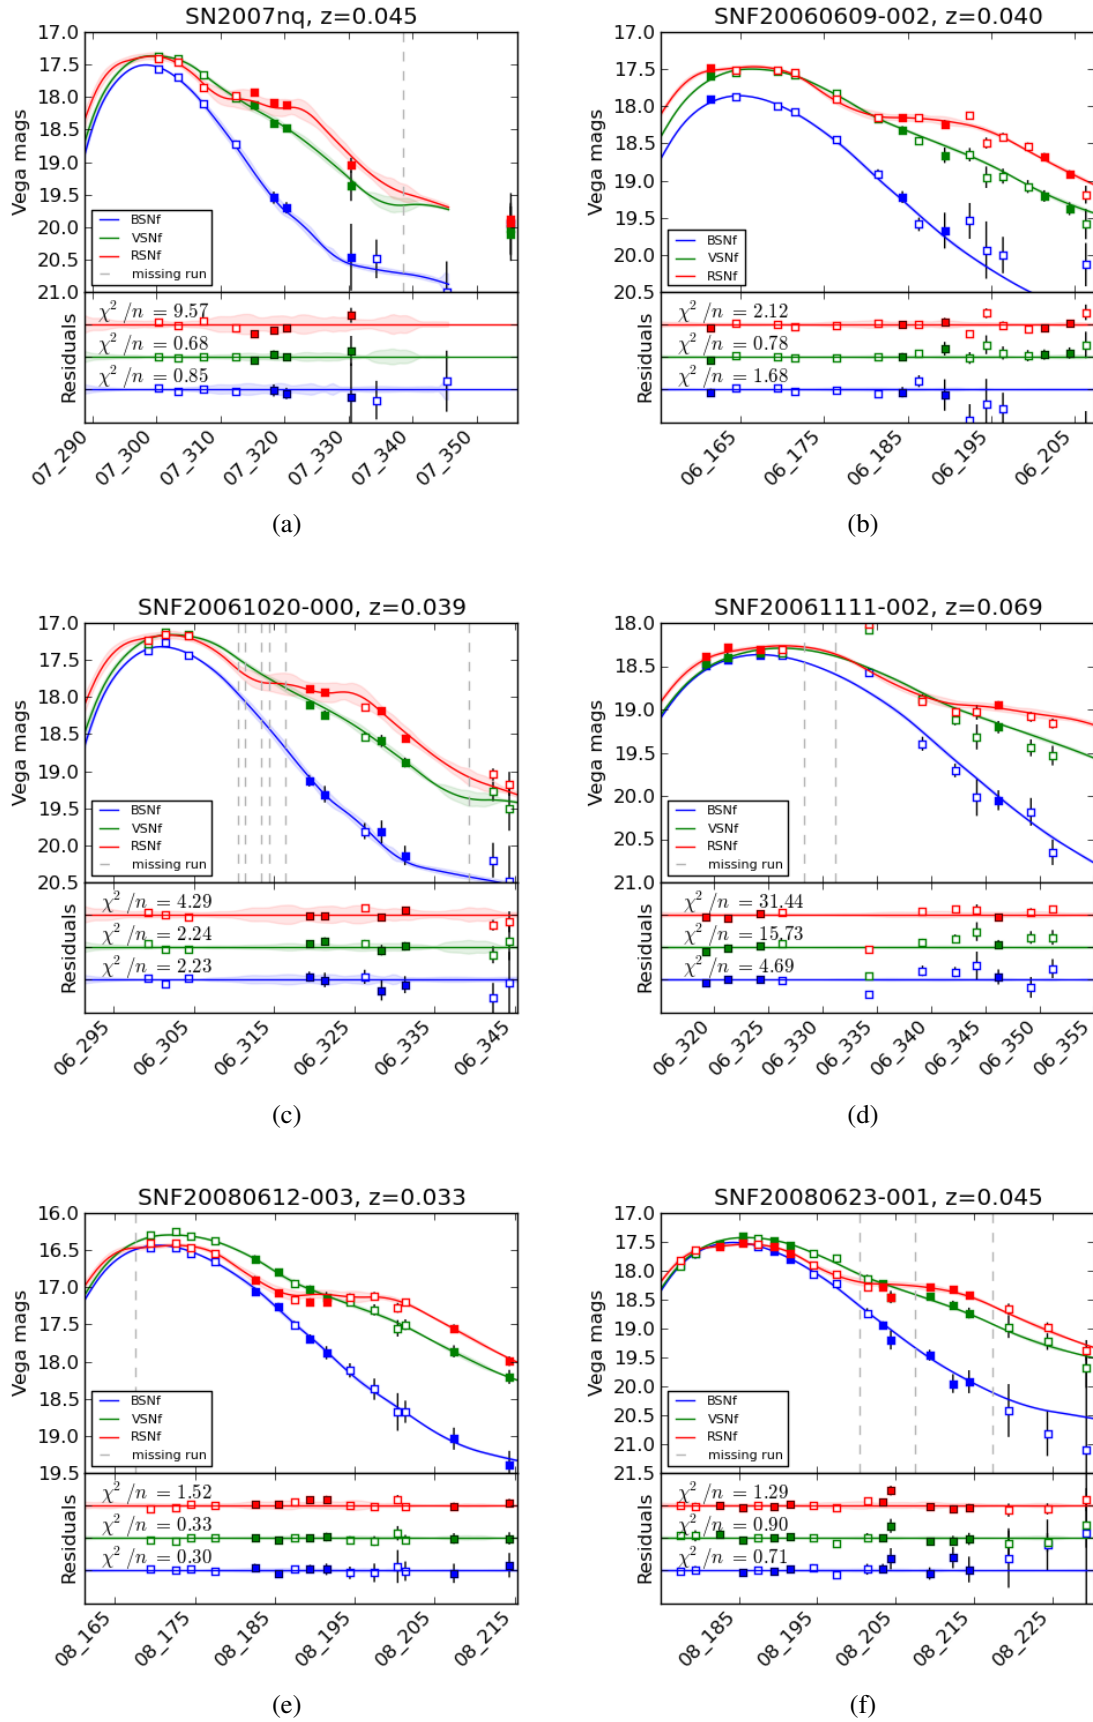 SN2007nq, z=0.045
Vega mags
17.0
17.5
18.0
18.5
19.0
19.5
20.0
20.5
21.0
BSNf
VSNf
RSNf
missing run
Residuals
χ² /n = 9.57
χ² /n = 0.68
χ² /n = 0.85
07_290 07_300 07_310 07_320 07_330 07_340 07_350
(a)
SNF20060609-002, z=0.040
Vega mags
17.0
17.5
18.0
18.5
19.0
19.5
20.0
20.5
BSNf
VSNf
RSNf
Residuals
χ² /n = 2.12
χ² /n = 0.78
χ² /n = 1.68
06_165 06_175 06_185 06_195 06_205
(b)
SNF20061020-000, z=0.039
Vega mags
17.0
17.5
18.0
18.5
19.0
19.5
20.0
20.5
BSNf
VSNf
RSNf
missing run
Residuals
χ² /n = 4.29
χ² /n = 2.24
χ² /n = 2.23
06_295 06_305 06_315 06_325 06_335 06_345
(c)
SNF20061111-002, z=0.069
Vega mags
18.0
18.5
19.0
19.5
20.0
20.5
21.0
BSNf
VSNf
RSNf
missing run
Residuals
χ² /n = 31.44
χ² /n = 15.73
χ² /n = 4.69
06_320 06_325 06_330 06_335 06_340 06_345 06_350 06_355
(d)
SNF20080612-003, z=0.033
Vega mags
16.0
16.5
17.0
17.5
18.0
18.5
19.0
19.5
BSNf
VSNf
RSNf
missing run
Residuals
χ² /n = 1.52
χ² /n = 0.33
χ² /n = 0.30
08_165 08_175 08_185 08_195 08_205 08_215
(e)
SNF20080623-001, z=0.045
Vega mags
17.0
17.5
18.0
18.5
19.0
19.5
20.0
20.5
21.0
21.5
BSNf
VSNf
RSNf
missing run
Residuals
χ² /n = 1.29
χ² /n = 0.90
χ² /n = 0.71
08_185 08_195 08_205 08_215 08_225
(f)